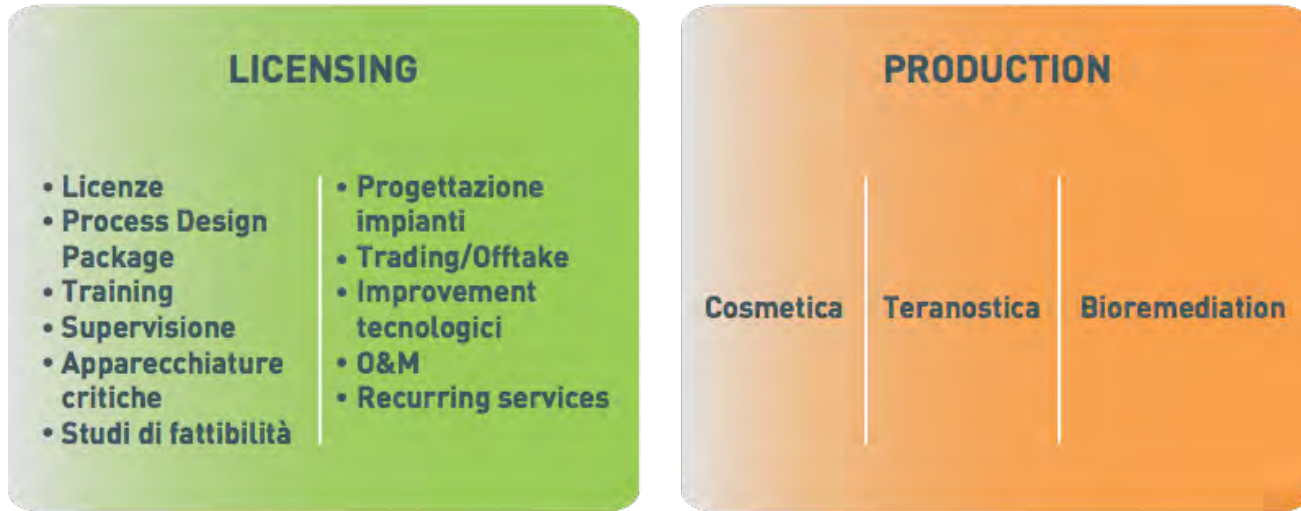 LICENSING
• Licenze
• Process Design
Package
• Training
• Supervisione
• Apparecchiature
critiche
• Studi di fattibilità
• Progettazione
impianti
• Trading/Offtake
• Improvement
tecnologici
• O&M
• Recurring services
PRODUCTION
Cosmetica
Teranostica
Bioremediation